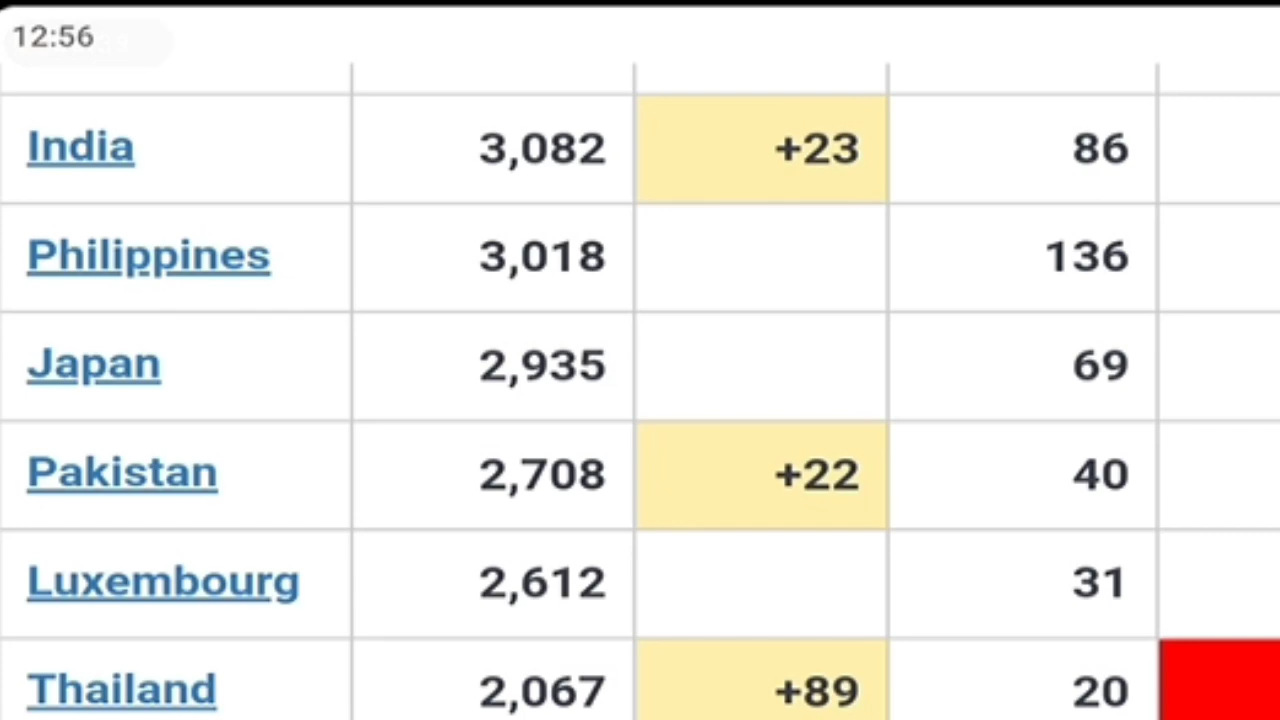 12:56
India 3,082 +23 86
Philippines 3,018 136
Japan 2,935 69
Pakistan 2,708 +22 40
Luxembourg 2,612 31
Thailand 2,067 +89 20